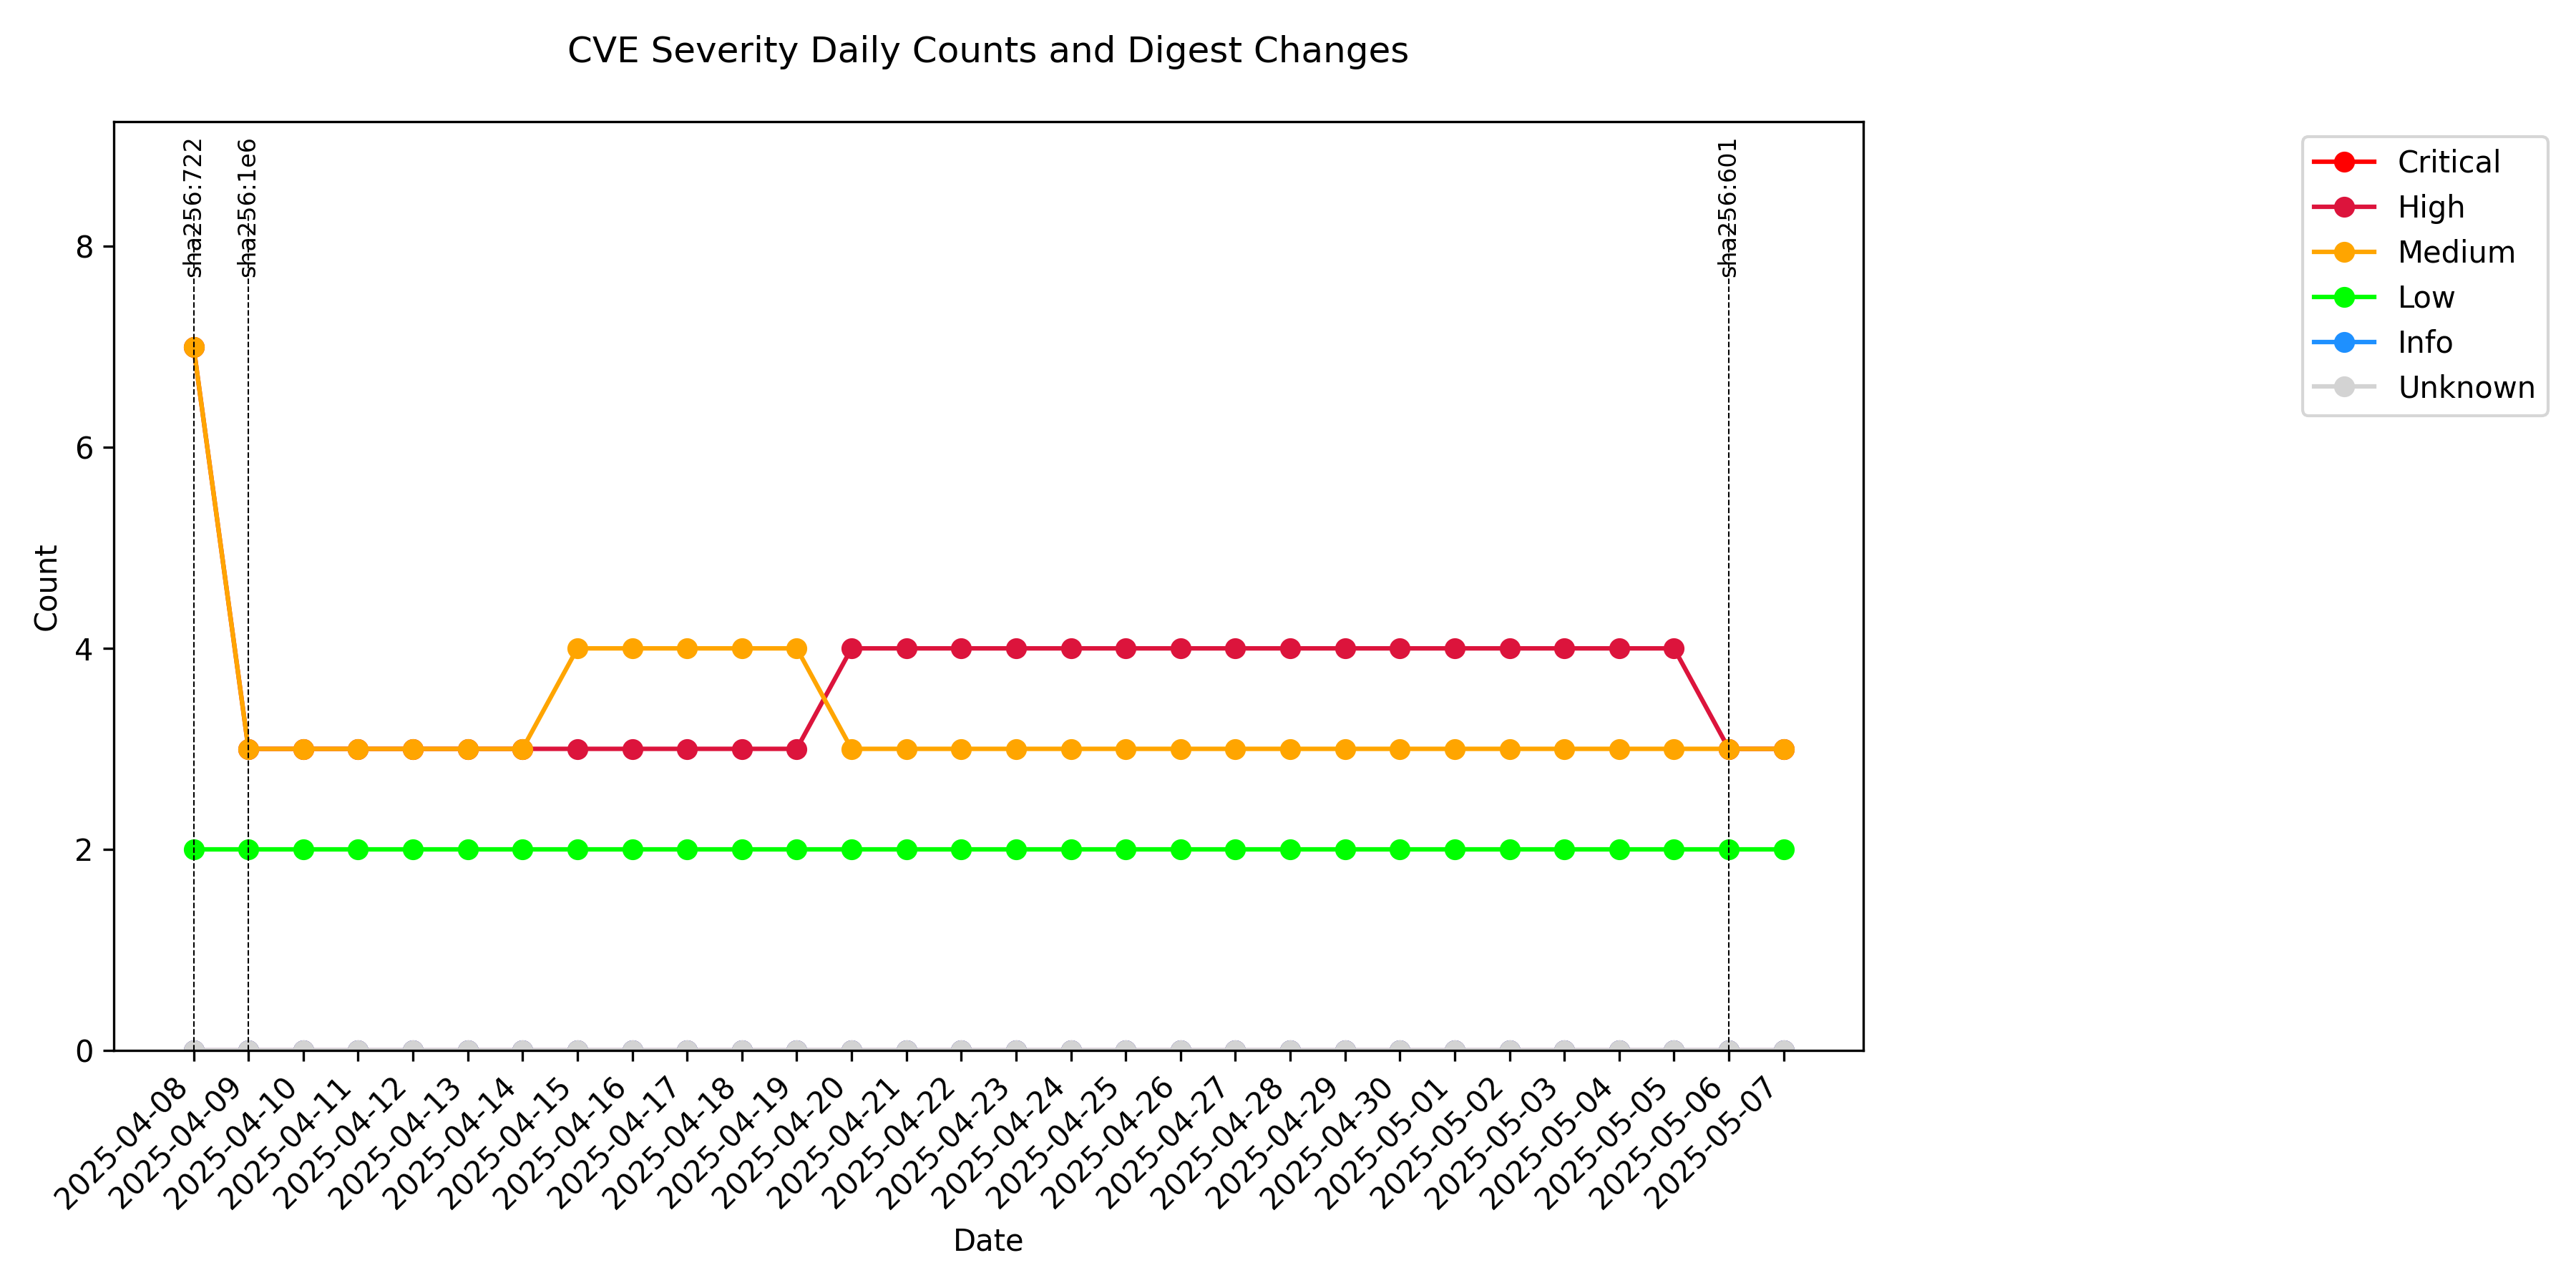 CVE Severity Daily Counts and Digest Changes
sha256:722
sha256:1e6
sha256:601
Critical
High
Medium
Low
Info
Unknown
8
6
4
2
0
Count
2025-04-08
2025-04-09
2025-04-10
2025-04-11
2025-04-12
2025-04-13
2025-04-14
2025-04-15
2025-04-16
2025-04-17
2025-04-18
2025-04-19
2025-04-20
2025-04-21
2025-04-22
2025-04-23
2025-04-24
2025-04-25
2025-04-26
2025-04-27
2025-04-28
2025-04-29
2025-04-30
2025-05-01
2025-05-02
2025-05-03
2025-05-04
2025-05-05
2025-05-06
2025-05-07
Date